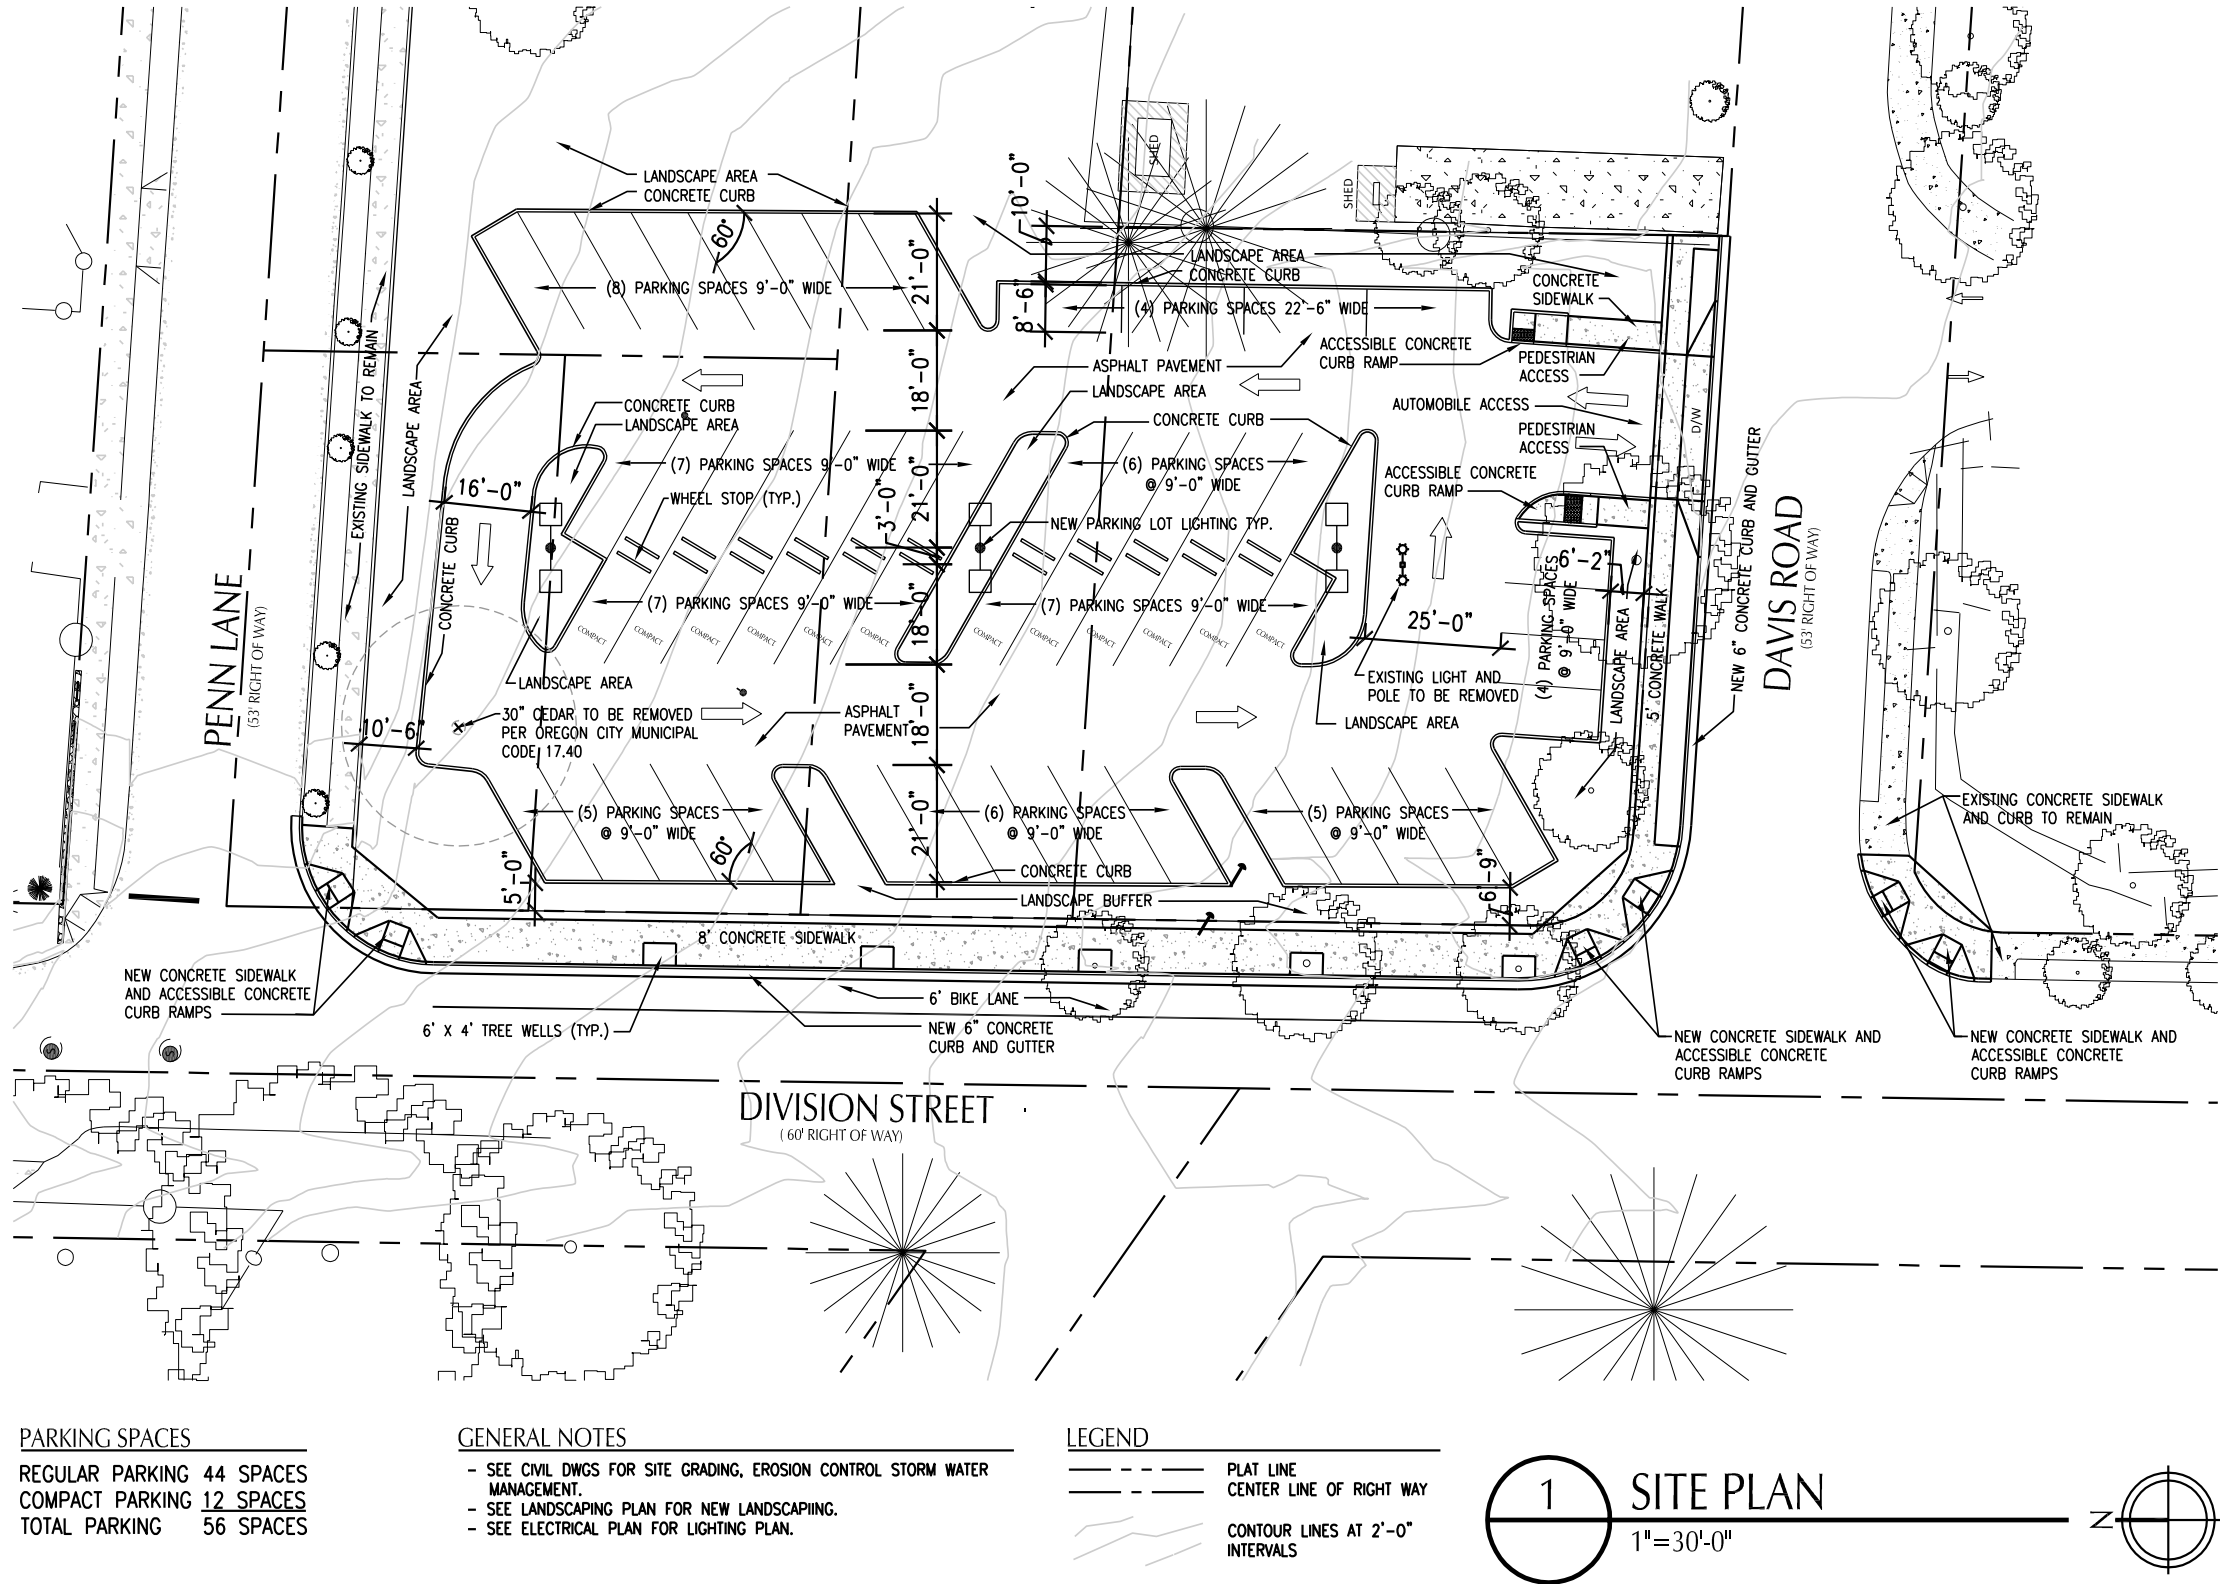 SHED
SHED
10'-0"
LANDSCAPE AREA
CONCRETE CURB
60°
21'-0"
(8) PARKING SPACES 9'-0" WIDE
LANDSCAPE AREA
CONCRETE CURB
8'-6"
(4) PARKING SPACES 22'-6" WIDE
CONCRETE
SIDEWALK
ACCESSIBLE CONCRETE
CURB RAMP
PEDESTRIAN
ACCESS
EXISTING SIDEWALK TO REMAIN
LANDSCAPE AREA
18'-0"
ASPHALT PAVEMENT
LANDSCAPE AREA
CONCRETE CURB
LANDSCAPE AREA
CONCRETE CURB
AUTOMOBILE ACCESS
D/W
PEDESTRIAN
ACCESS
(7) PARKING SPACES 9'-0" WIDE
WHEEL STOP (TYP.)
(6) PARKING SPACES
@ 9'-0" WIDE
ACCESSIBLE CONCRETE
CURB RAMP
16'-0"
3'-0"
21'-0"
NEW PARKING LOT LIGHTING TYP.
CONCRETE CURB
6'-2"
(4) PARKING SPACES
@ 9'-0" WIDE
NEW 6" CONCRETE CURB AND GUTTER
DAVIS ROAD
(53' RIGHT OF WAY)
PENN LANE
(53' RIGHT OF WAY)
(7) PARKING SPACES 9'-0" WIDE
18'-0"
(7) PARKING SPACES 9'-0" WIDE
COMPACT
COMPACT
COMPACT
COMPACT
COMPACT
COMPACT
COMPACT
COMPACT
COMPACT
COMPACT
COMPACT
COMPACT
25'-0"
LANDSCAPE AREA
5' CONCRETE WALK
LANDSCAPE AREA
EXISTING LIGHT AND
POLE TO BE REMOVED
LANDSCAPE AREA
10'-6"
30" CEDAR TO BE REMOVED
PER OREGON CITY MUNICIPAL
CODE 17.40
ASPHALT
PAVEMENT
18'-0"
(5) PARKING SPACES
@ 9'-0" WIDE
60°
21'-0"
(6) PARKING SPACES
@ 9'-0" WIDE
(5) PARKING SPACES
@ 9'-0" WIDE
EXISTING CONCRETE SIDEWALK
AND CURB TO REMAIN
5'-0"
CONCRETE CURB
LANDSCAPE BUFFER
6'-9"
8' CONCRETE SIDEWALK
NEW CONCRETE SIDEWALK
AND ACCESSIBLE CONCRETE
CURB RAMPS
6' BIKE LANE
6' X 4' TREE WELLS (TYP.)
NEW 6" CONCRETE
CURB AND GUTTER
NEW CONCRETE SIDEWALK AND
ACCESSIBLE CONCRETE
CURB RAMPS
NEW CONCRETE SIDEWALK AND
ACCESSIBLE CONCRETE
CURB RAMPS
S
S
DIVISION STREET
( 60' RIGHT OF WAY)
PARKING SPACES
REGULAR PARKING 44 SPACES
COMPACT PARKING 12 SPACES
TOTAL PARKING 56 SPACES
GENERAL NOTES
- SEE CIVIL DWGS FOR SITE GRADING, EROSION CONTROL STORM WATER
MANAGEMENT.
- SEE LANDSCAPING PLAN FOR NEW LANDSCAPIING.
- SEE ELECTRICAL PLAN FOR LIGHTING PLAN.
LEGEND
PLAT LINE
CENTER LINE OF RIGHT WAY
CONTOUR LINES AT 2'-0"
INTERVALS
1
SITE PLAN
1"=30'-0"
N